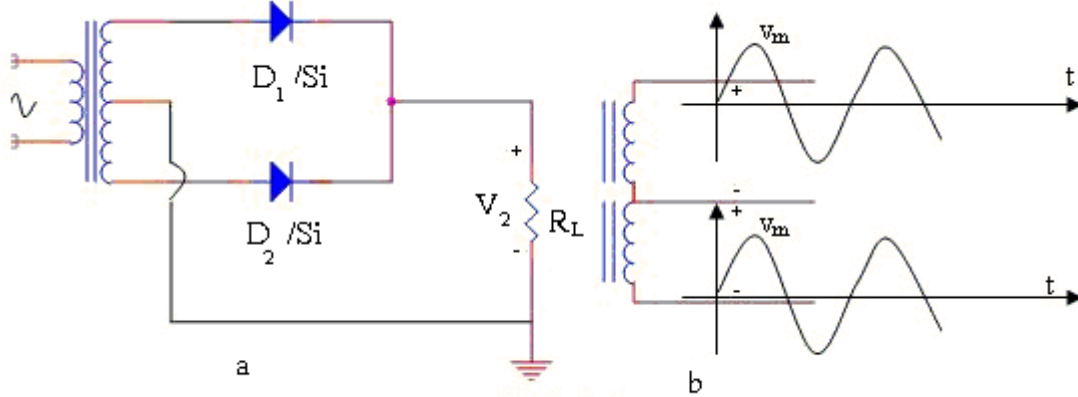 D1 /Si
D2 /Si
+
V2
-
RL
a
vm
+
t
-
+
vm
-
t
b